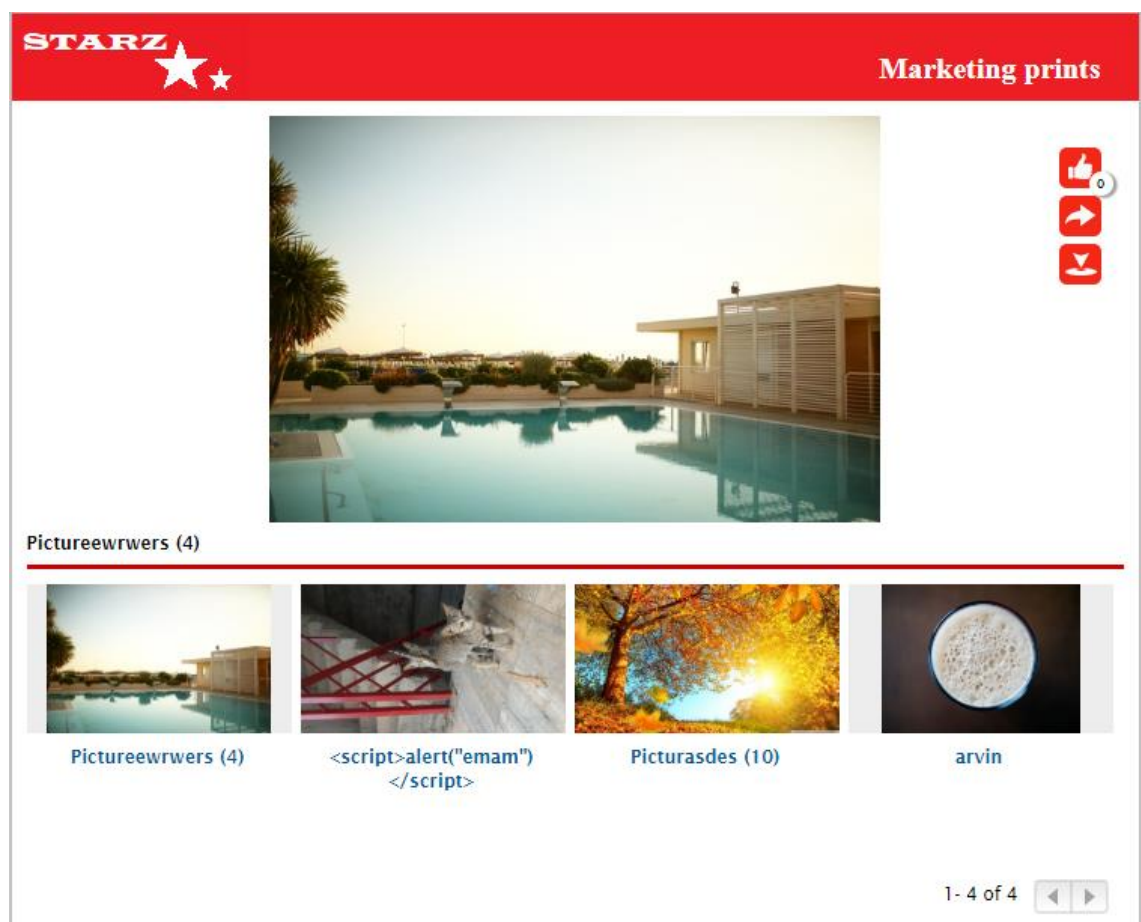 STARZ
Marketing prints
0
Pictureewrwers (4)
Pictureewrwers (4)
<script>alert("emam")
</script>
Picturasdes (10)
arvin
1- 4 of 4